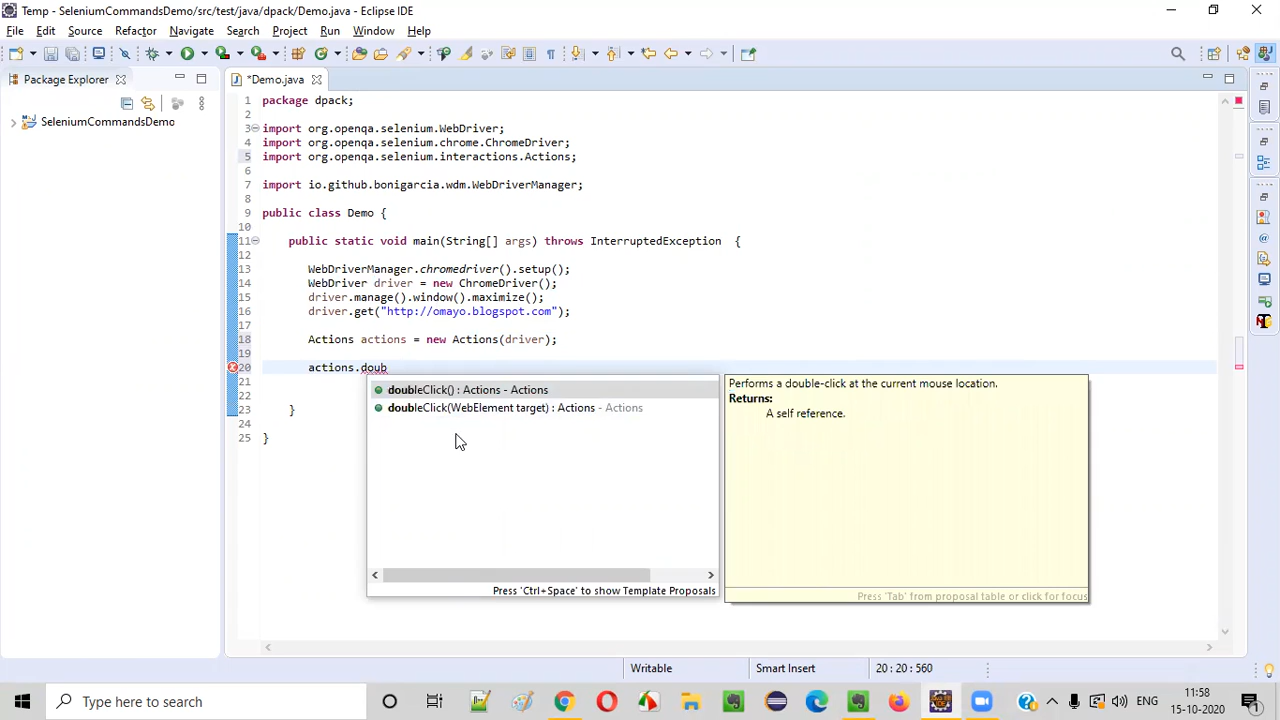 Temp - SeleniumCommandsDemo/src/test/java/dpack/Demo.java - Eclipse IDE
File Edit Source Refactor Navigate Search Project Run Window Help
Package Explorer
*Demo.java
SeleniumCommandsDemo
1 package dpack;
2
3 import org.openqa.selenium.WebDriver;
4 import org.openqa.selenium.chrome.ChromeDriver;
5 import org.openqa.selenium.interactions.Actions;
6
7 import io.github.bonigarcia.wdm.WebDriverManager;
8
9 public class Demo {
10
11 public static void main(String[] args) throws InterruptedException {
12
13 WebDriverManager.chromedriver().setup();
14 WebDriver driver = new ChromeDriver();
15 driver.manage().window().maximize();
16 driver.get("http://omayo.blogspot.com");
17
18 Actions actions = new Actions(driver);
19
20 actions.doub
21
22
23 }
24
25 }
doubleClick() : Actions - Actions
doubleClick(WebElement target) : Actions - Actions
Press 'Ctrl+Space' to show Template Proposals
Performs a double-click at the current mouse location.
Returns:
A self reference.
Press 'Tab' from proposal table or click for focus
Writable Smart Insert 20 : 20 : 560
Type here to search
ENG
11:58
15-10-2020